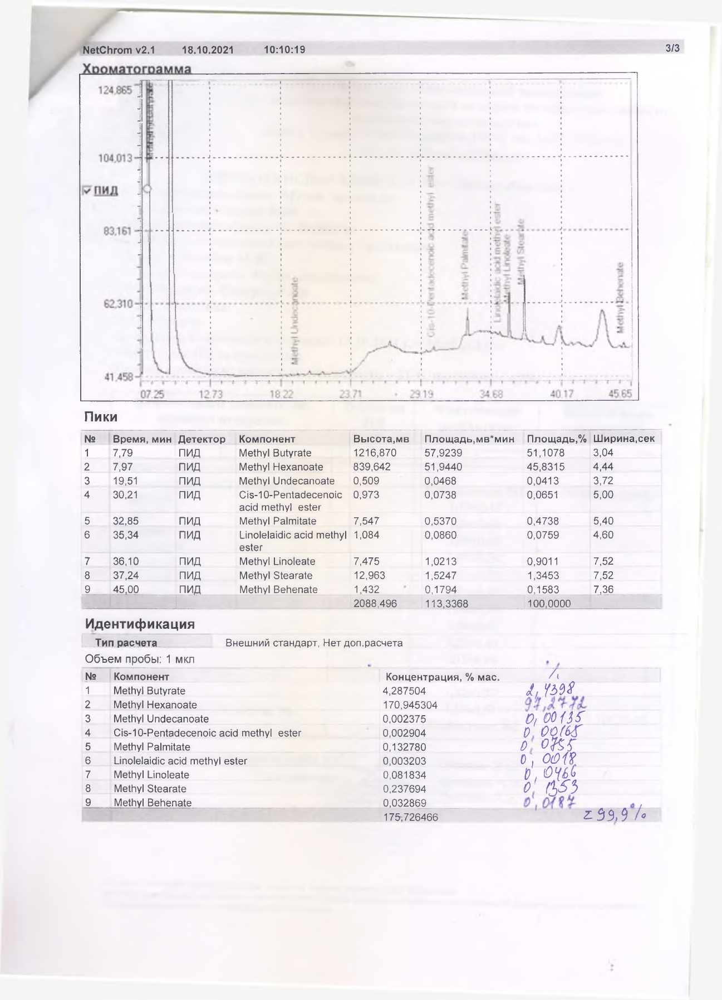 NetChrom v2.1 18.10.2021 10:10:19 3/3
Хроматограмма
124,865
104,013
ПИД
83,161
62,310
41,458
Methyl Undecanoate
Cis-10-Pentadecenoic acid methyl ester
Methyl Palmitate
Linolelaidic acid methyl ester
Methyl Linoleate
Methyl Stearate
Methyl Behenate
07.25 12.73 18.22 23.71 29.19 34.68 40.17 45.65
Пики
№ Время, мин Детектор Компонент Высота,мв Площадь,мв*мин Площадь,% Ширина,сек
1 7,79 ПИД Methyl Butyrate 1216,870 57,9239 51,1078 3,04
2 7,97 ПИД Methyl Hexanoate 839,642 51,9440 45,8315 4,44
3 19,51 ПИД Methyl Undecanoate 0,509 0,0468 0,0413 3,72
4 30,21 ПИД Cis-10-Pentadecenoic 0,973 0,0738 0,0651 5,00
acid methyl ester
5 32,85 ПИД Methyl Palmitate 7,547 0,5370 0,4738 5,40
6 35,34 ПИД Linolelaidic acid methyl 1,084 0,0860 0,0759 4,60
ester
7 36,10 ПИД Methyl Linoleate 7,475 1,0213 0,9011 7,52
8 37,24 ПИД Methyl Stearate 12,963 1,5247 1,3453 7,52
9 45,00 ПИД Methyl Behenate 1,432 0,1794 0,1583 7,36
2088,496 113,3368 100,0000
Идентификация
Тип расчета Внешний стандарт, Нет доп.расчета
Объем пробы: 1 мкл
№ Компонент Концентрация, % мас. %
1 Methyl Butyrate 4,287504 2,4398
2 Methyl Hexanoate 170,945304 97,2772
3 Methyl Undecanoate 0,002375 0,00135
4 Cis-10-Pentadecenoic acid methyl ester 0,002904 0,00165
5 Methyl Palmitate 0,132780 0,0755
6 Linolelaidic acid methyl ester 0,003203 0,0018
7 Methyl Linoleate 0,081834 0,0466
8 Methyl Stearate 0,237694 0,1353
9 Methyl Behenate 0,032869 0,0187
175,726466 Σ 99,9%